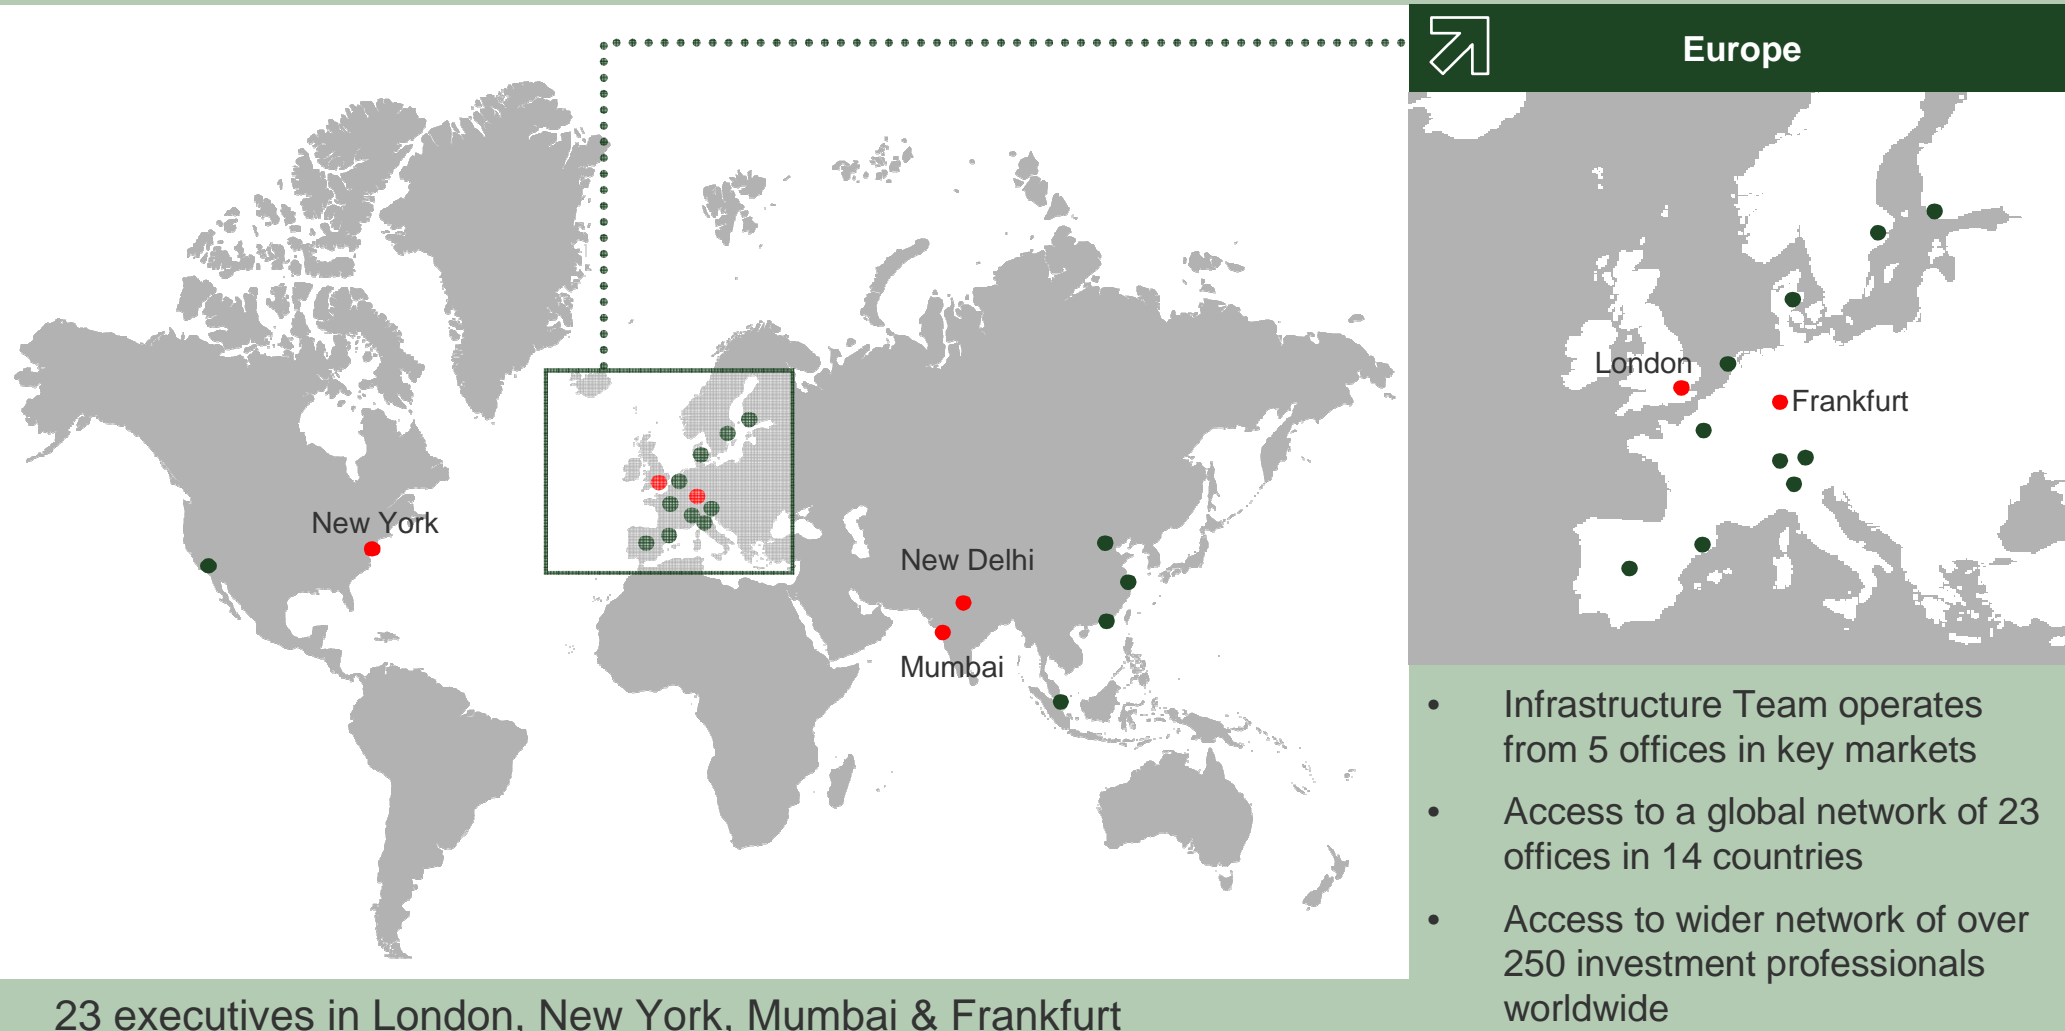 Europe
London
Frankfurt
New York
New Delhi
Mumbai
• Infrastructure Team operates
from 5 offices in key markets
• Access to a global network of 23
offices in 14 countries
• Access to wider network of over
250 investment professionals
worldwide
23 executives in London, New York, Mumbai & Frankfurt